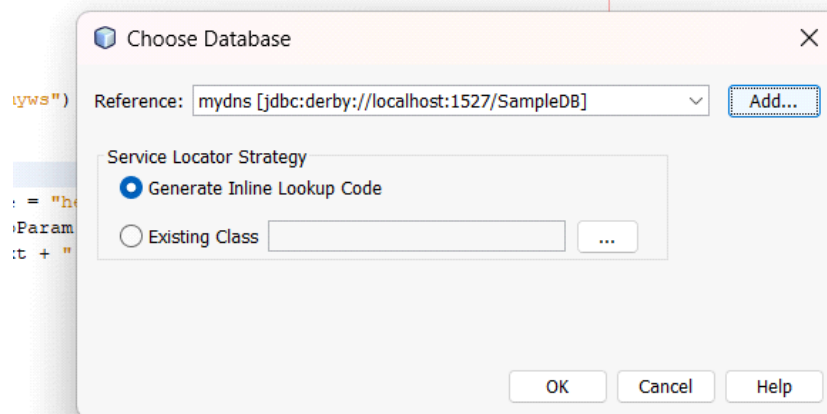 Choose Database
yws")
Reference: mydns [jdbc:derby://localhost:1527/SampleDB] Add...
Service Locator Strategy
Generate Inline Lookup Code
= "he
Param
Existing Class ...
t + "
OK Cancel Help